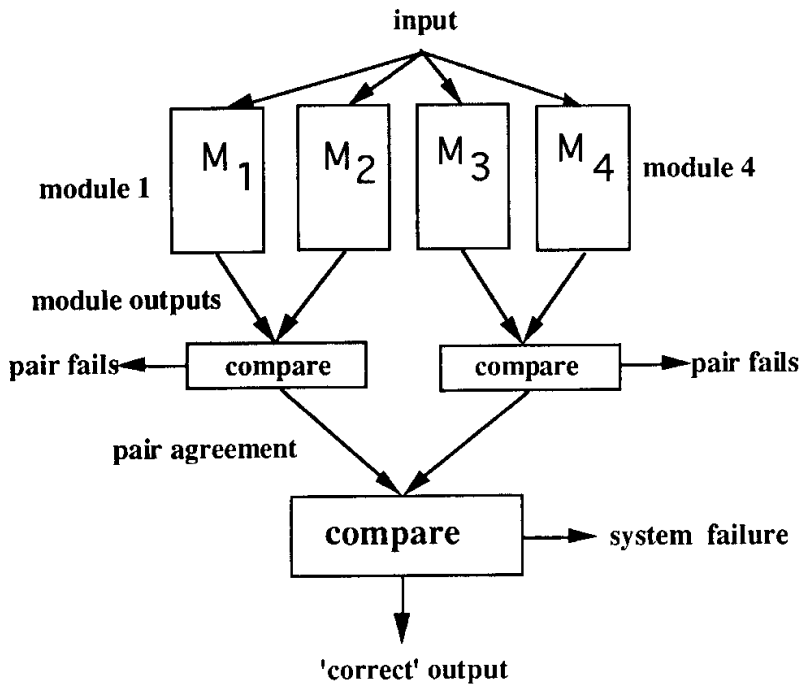 input
M1 M2 M3 M4
module 1
module 4
module outputs
pair fails compare compare pair fails
pair agreement
compare
system failure
'correct' output